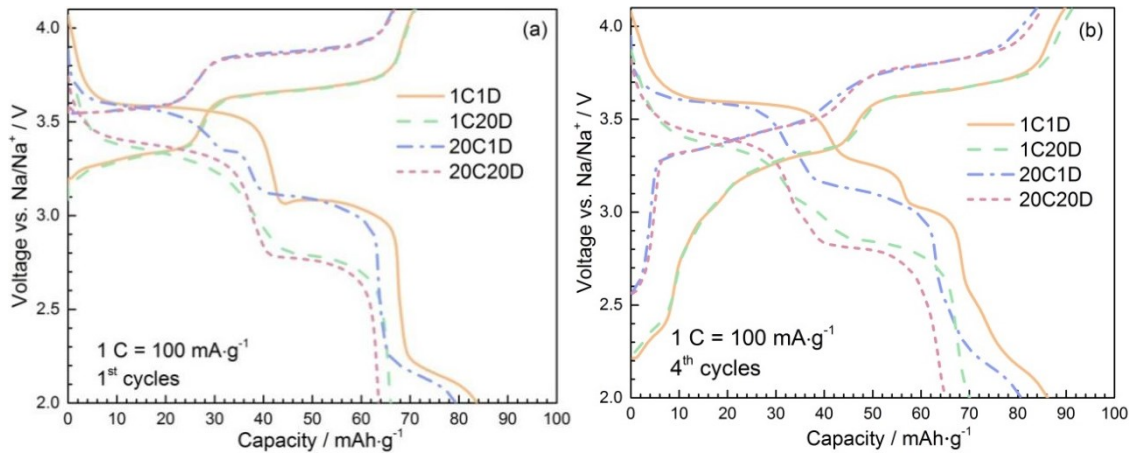 (a)
Voltage vs. Na/Na⁺ / V
4.0
3.5
3.0
2.5
2.0
1C1D
1C20D
20C1D
20C20D
1 C = 100 mA·g⁻¹
1ˢᵗ cycles
0 10 20 30 40 50 60 70 80 90 100
Capacity / mAh·g⁻¹
(b)
Voltage vs. Na/Na⁺ / V
4.0
3.5
3.0
2.5
2.0
1C1D
1C20D
20C1D
20C20D
1 C = 100 mA·g⁻¹
4ᵗʰ cycles
0 10 20 30 40 50 60 70 80 90 100
Capacity / mAh·g⁻¹